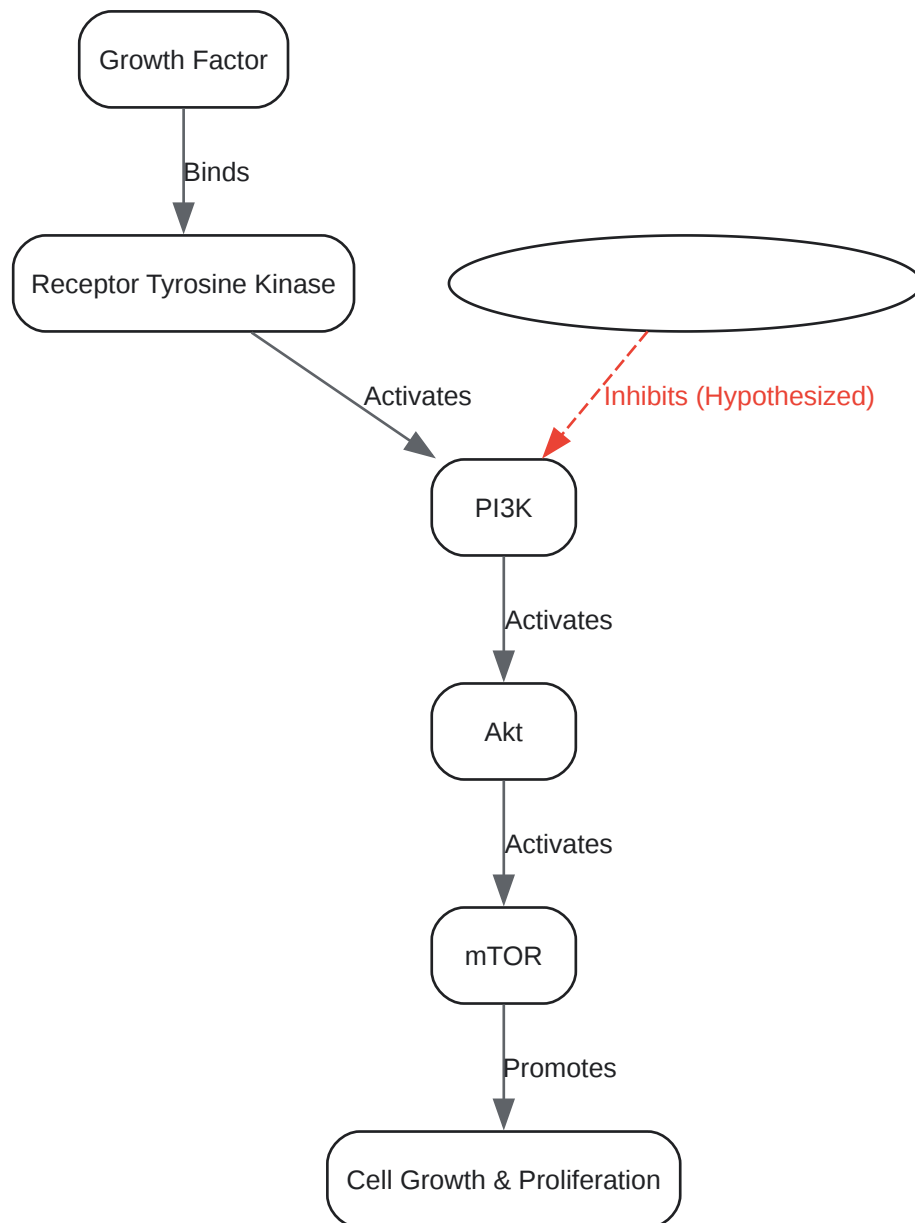 Growth Factor
Binds
Receptor Tyrosine Kinase
Activates
Inhibits (Hypothesized)
PI3K
Activates
Akt
Activates
mTOR
Promotes
Cell Growth & Proliferation